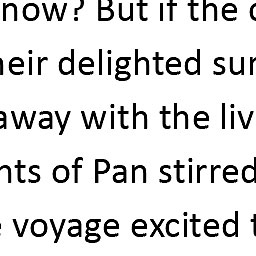 now? But if the
heir delighted sur
away with the liv
nts of Pan stirred
voyage excited